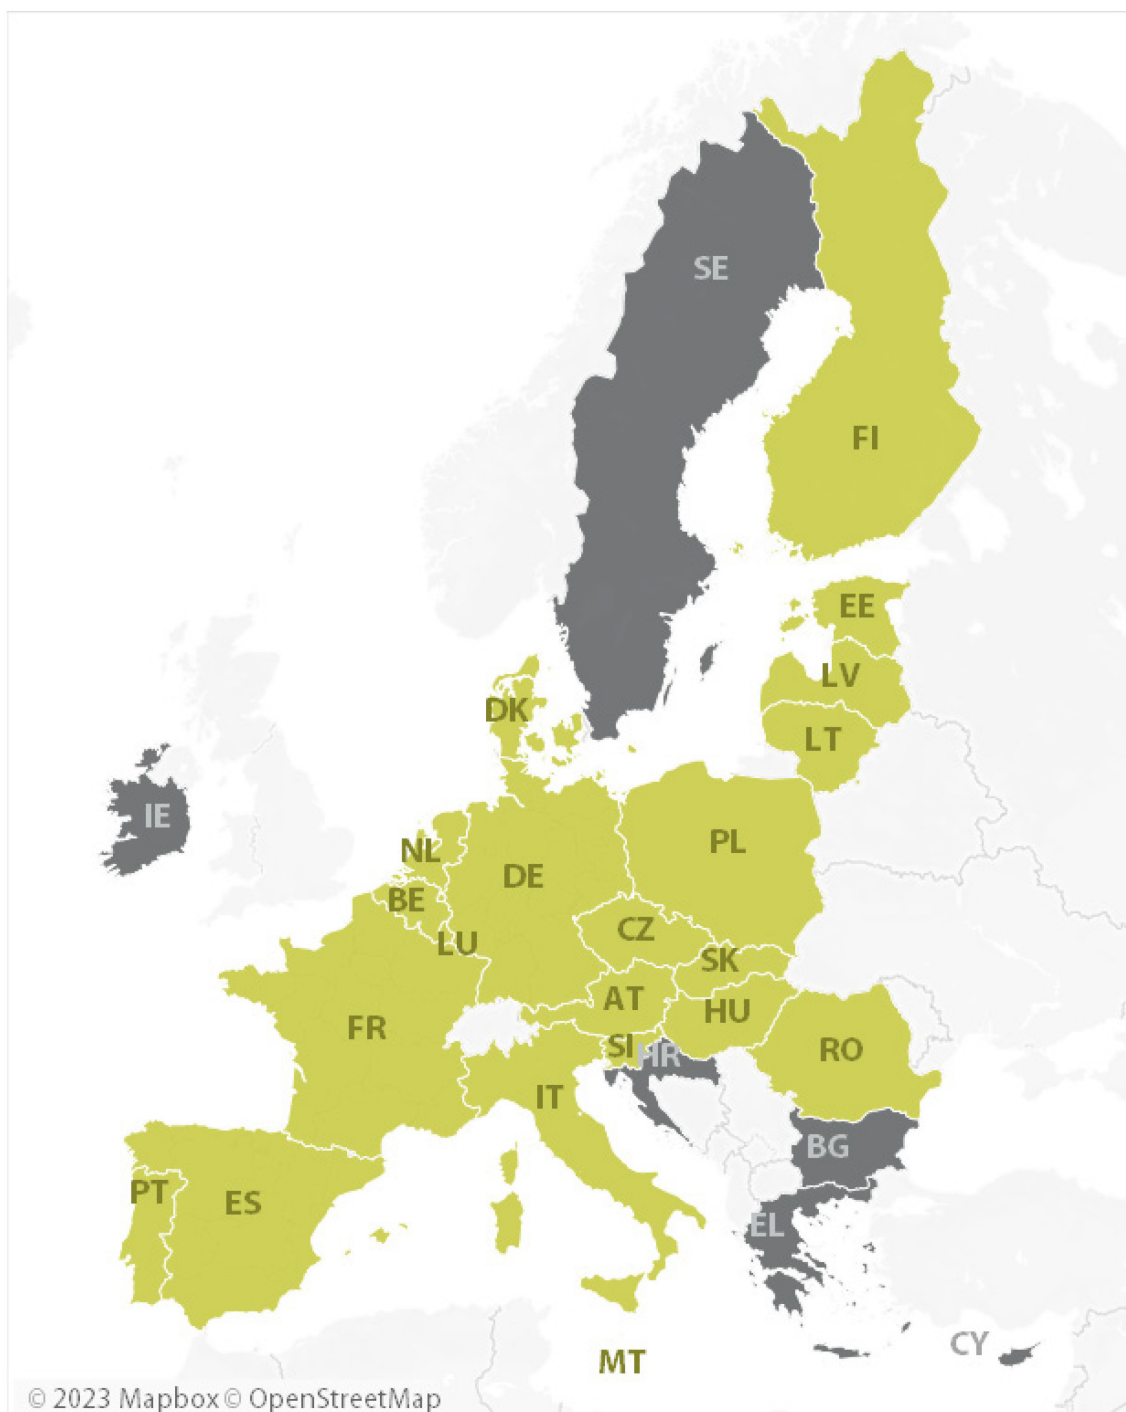 SE
FI
EE
LV
DK
LT
IE
PL
NL
DE
BE
CZ
LU
SK
AT
HU
FR
SI
HR
RO
IT
BG
PT
ES
EL
CY
MT
© 2023 Mapbox © OpenStreetMap